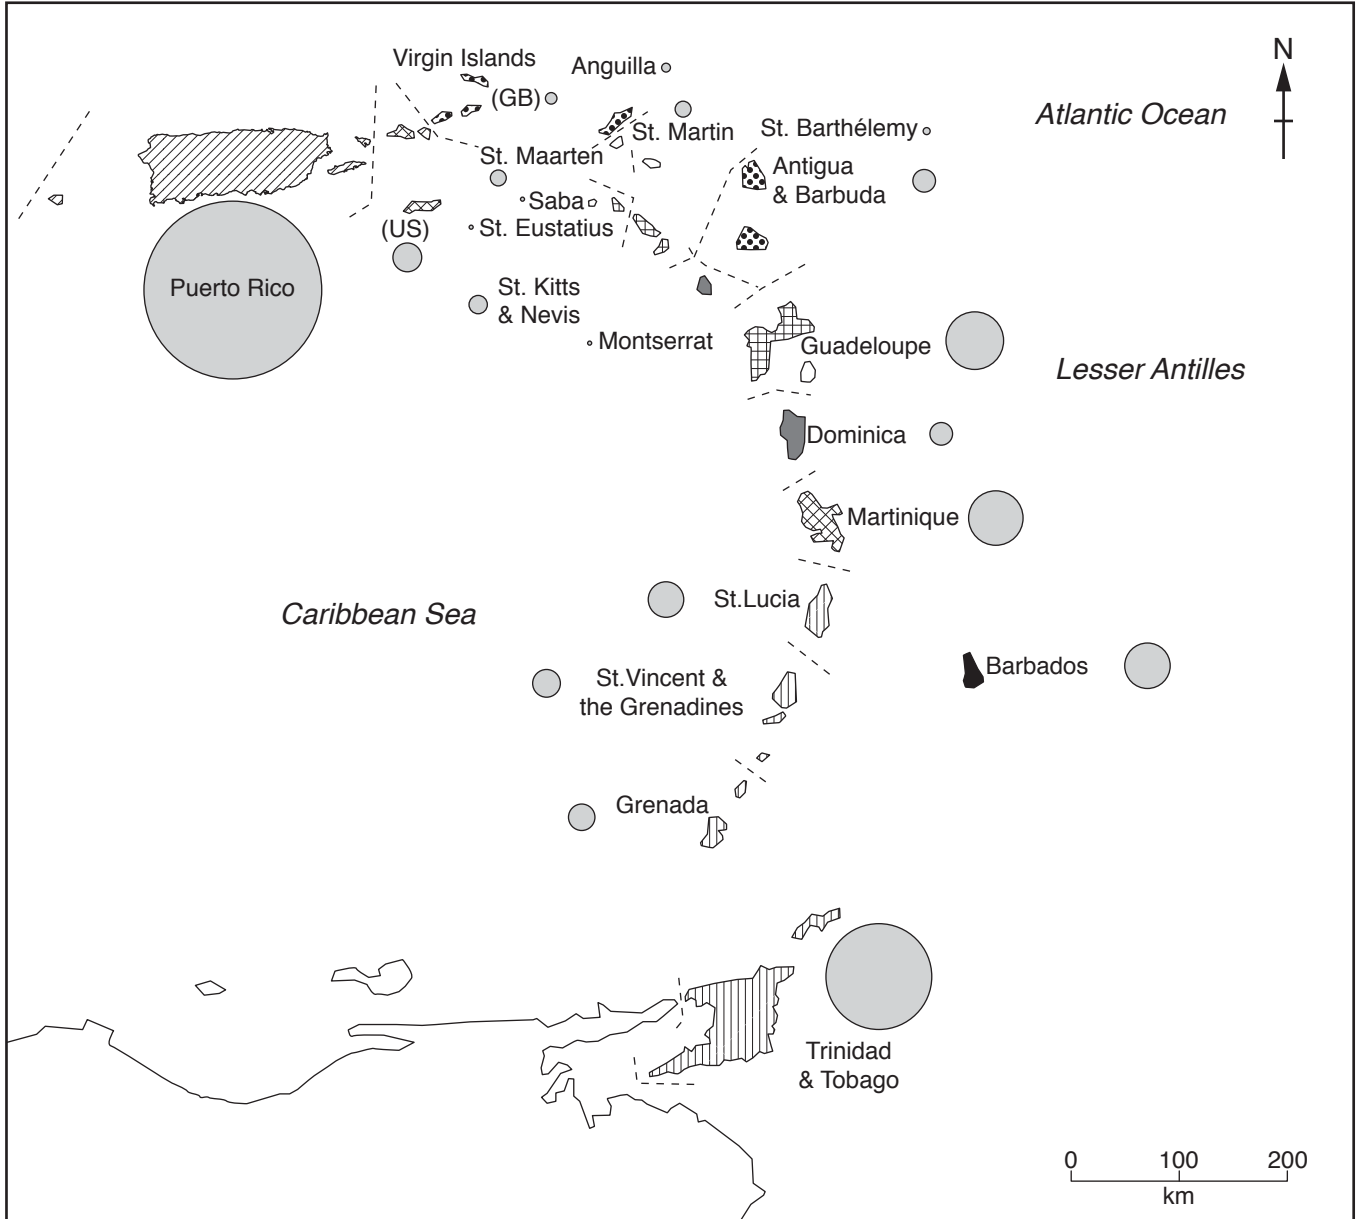 Virgin Islands
Anguilla
N
(GB)
Atlantic Ocean
St. Martin
St. Barthélemy
St. Maarten
Antigua
& Barbuda
Saba
(US)
St. Eustatius
Puerto Rico
St. Kitts
& Nevis
Montserrat
Guadeloupe
Lesser Antilles
Dominica
Martinique
Caribbean Sea
St.Lucia
Barbados
St.Vincent &
the Grenadines
Grenada
Trinidad
& Tobago
0 100 200
km